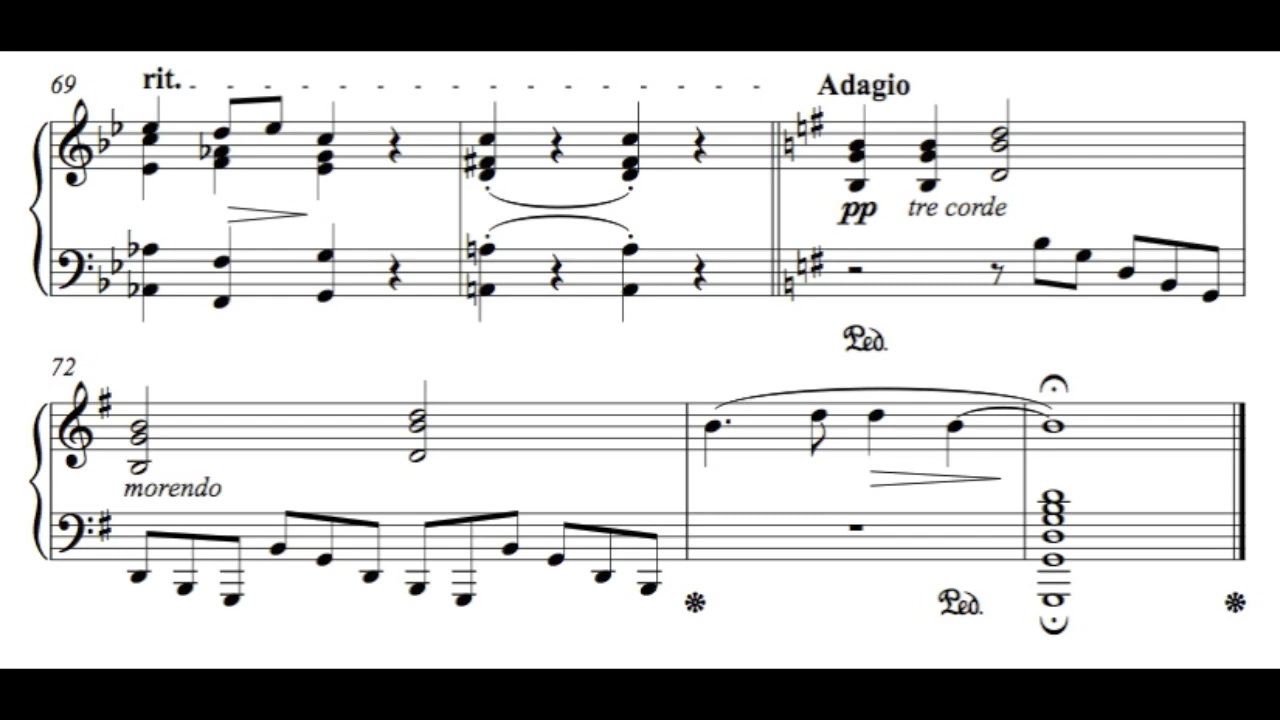 69 rit. Adagio
pp tre corde
Ped.
72
morendo
Ped.